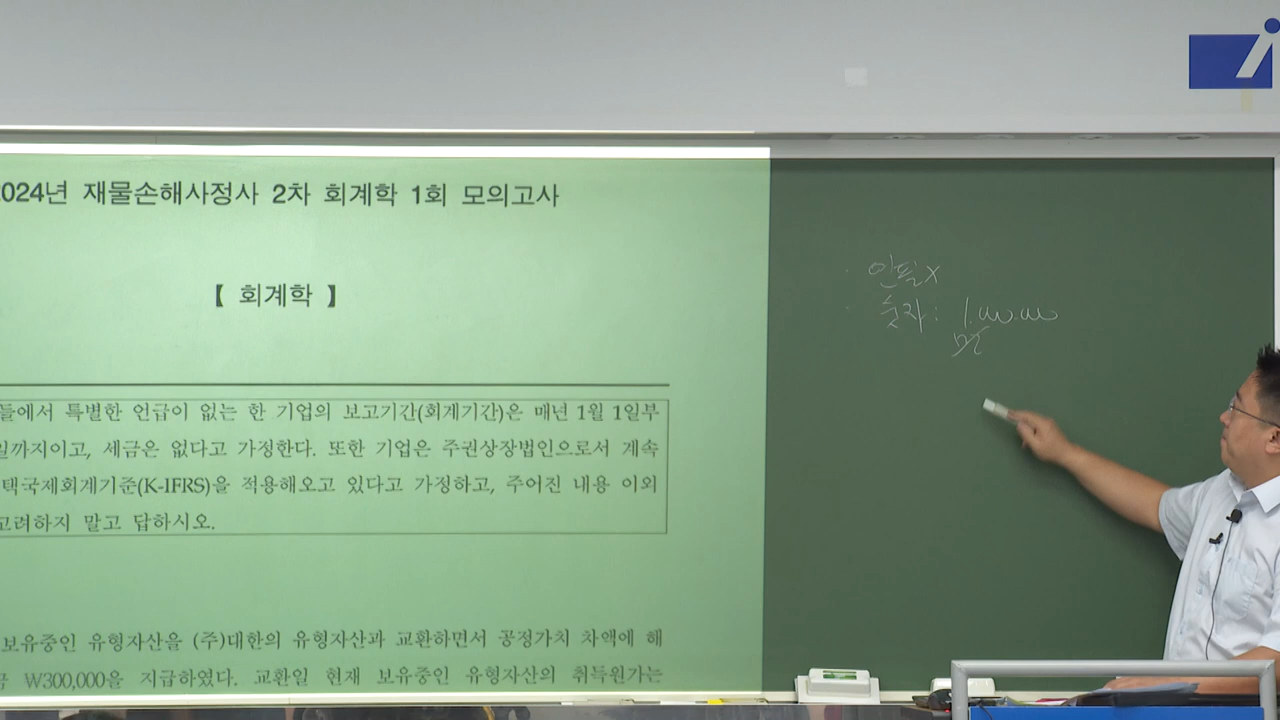 2024년 재물손해사정사 2차 회계학 1회 모의고사
【 회계학 】
들에서 특별한 언급이 없는 한 기업의 보고기간(회계기간)은 매년 1월 1일부
일까지이고, 세금은 없다고 가정한다. 또한 기업은 주권상장법인으로서 계속
택국제회계기준(K-IFRS)을 적용해오고 있다고 가정하고, 주어진 내용 이외
고려하지 말고 답하시오.
보유중인 유형자산을 (주)대한의 유형자산과 교환하면서 공정가치 차액에 해
금 ₩300,000을 지급하였다. 교환일 현재 보유중인 유형자산의 취득원가는
· 연필X
· 숫자 : 1.000.000